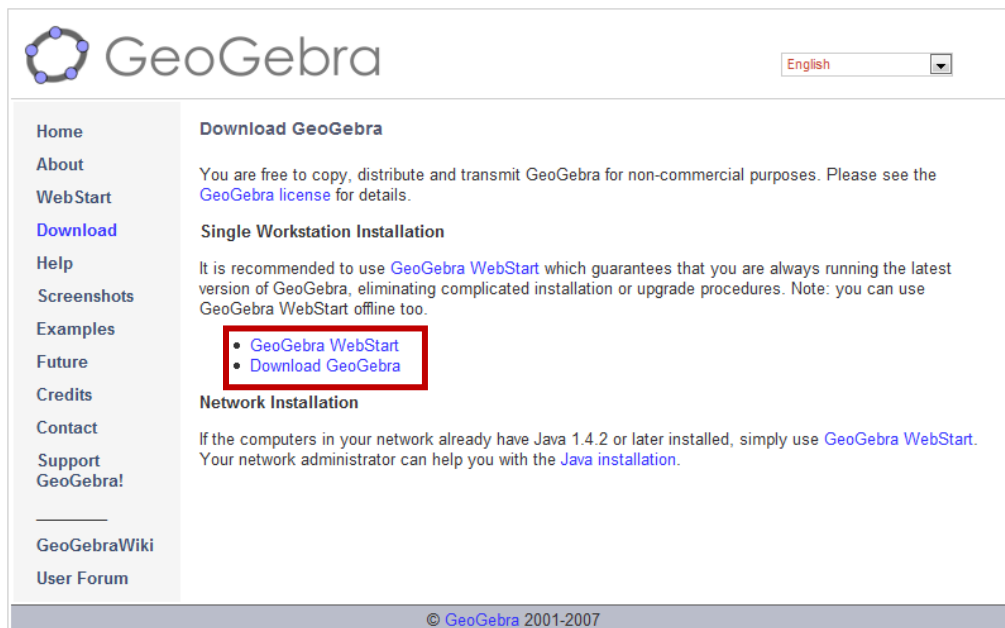 GeoGebra
English
Home
About
WebStart
Download
Help
Screenshots
Examples
Future
Credits
Contact
Support
GeoGebra!
GeoGebraWiki
User Forum
Download GeoGebra
You are free to copy, distribute and transmit GeoGebra for non-commercial purposes. Please see the
GeoGebra license for details.
Single Workstation Installation
It is recommended to use GeoGebra WebStart which guarantees that you are always running the latest
version of GeoGebra, eliminating complicated installation or upgrade procedures. Note: you can use
GeoGebra WebStart offline too.
• GeoGebra WebStart
• Download GeoGebra
Network Installation
If the computers in your network already have Java 1.4.2 or later installed, simply use GeoGebra WebStart.
Your network administrator can help you with the Java installation.
© GeoGebra 2001-2007